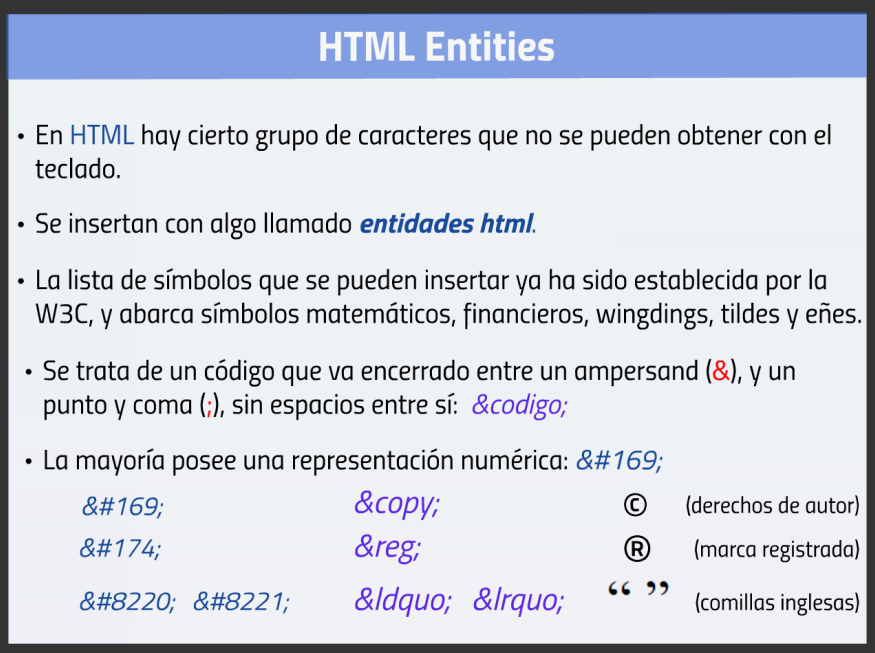 HTML Entities
• En HTML hay cierto grupo de caracteres que no se pueden obtener con el
teclado.
• Se insertan con algo llamado entidades html.
• La lista de símbolos que se pueden insertar ya ha sido establecida por la
W3C, y abarca símbolos matemáticos, financieros, wingdings, tildes y eñes.
• Se trata de un código que va encerrado entre un ampersand (&), y un
punto y coma (;), sin espacios entre sí: &codigo;
• La mayoría posee una representación numérica: &#169;
&#169; &copy; © (derechos de autor)
&#174; &reg; ® (marca registrada)
&#8220; &#8221; &ldquo; &lrquo; “ ” (comillas inglesas)